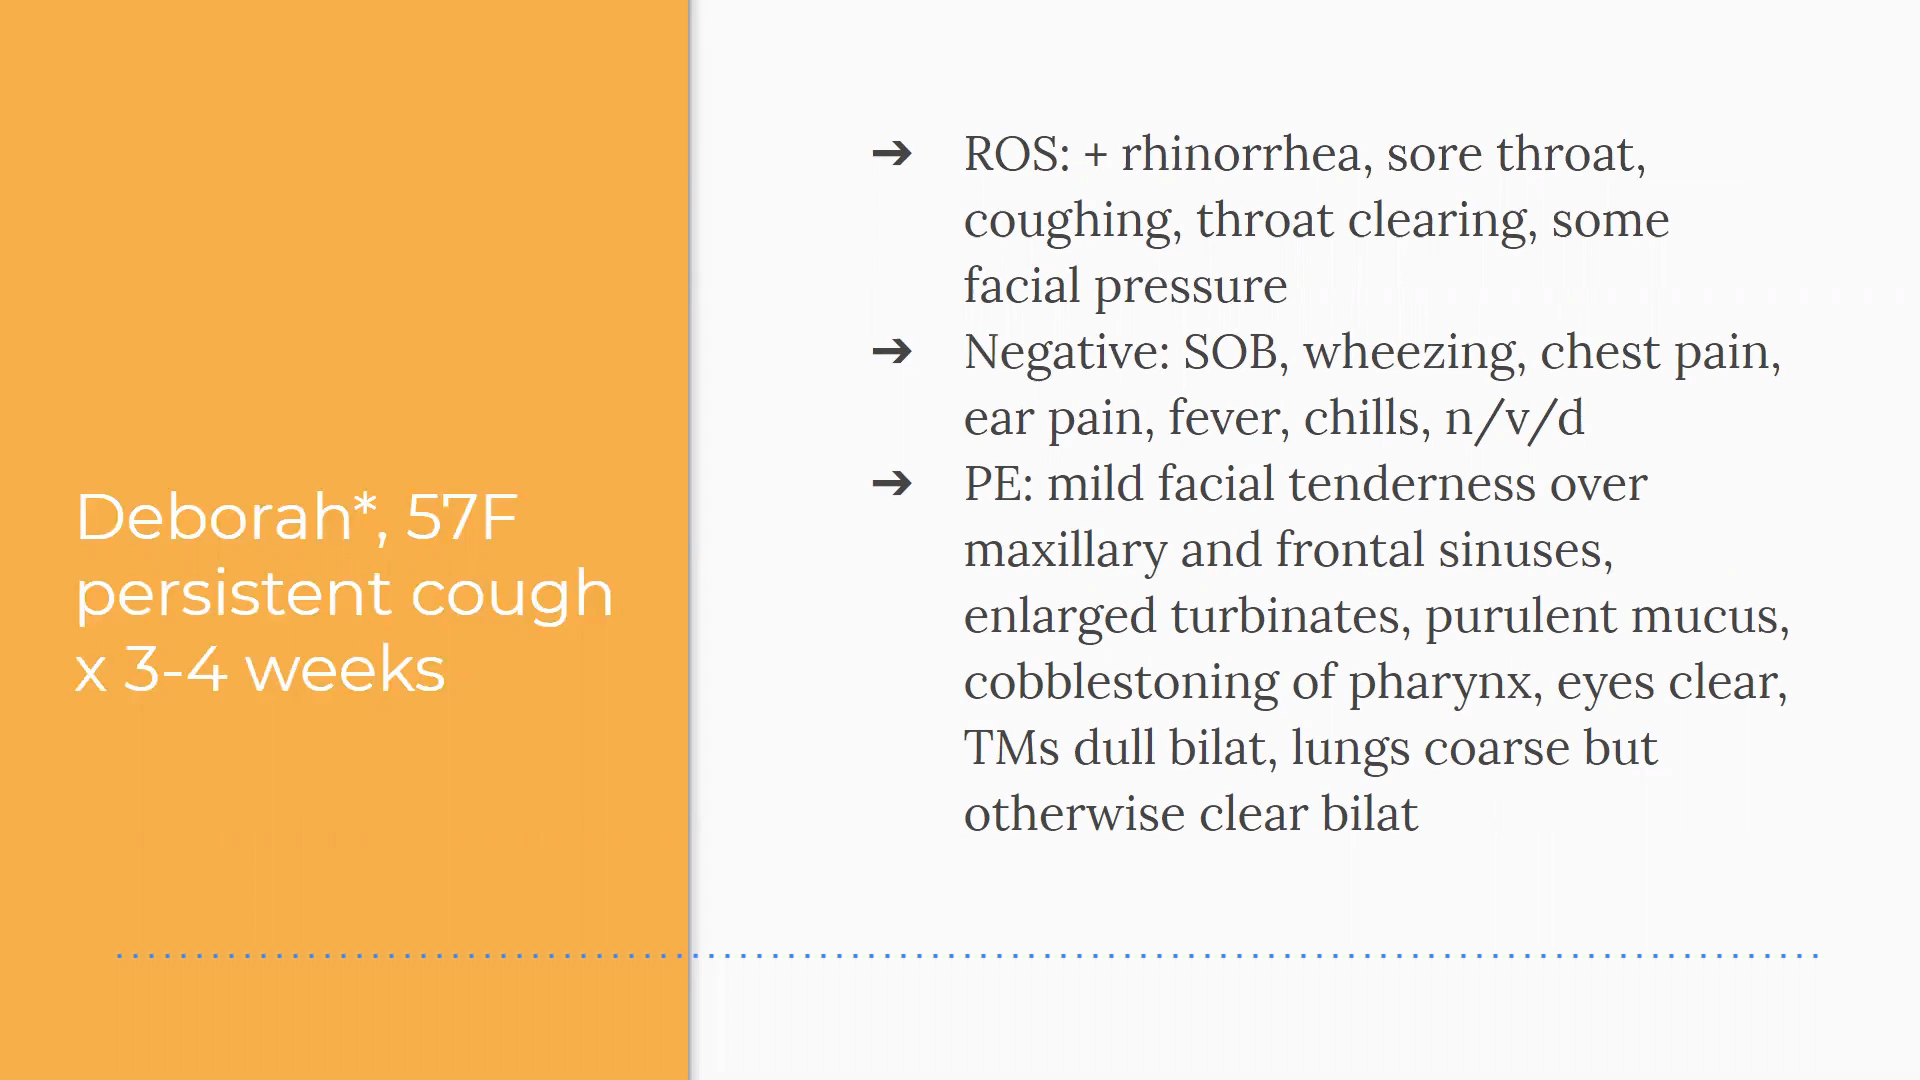 Deborah*, 57F
persistent cough
x 3-4 weeks
➔ ROS: + rhinorrhea, sore throat,
coughing, throat clearing, some
facial pressure
➔ Negative: SOB, wheezing, chest pain,
ear pain, fever, chills, n/v/d
➔ PE: mild facial tenderness over
maxillary and frontal sinuses,
enlarged turbinates, purulent mucus,
cobblestoning of pharynx, eyes clear,
TMs dull bilat, lungs coarse but
otherwise clear bilat